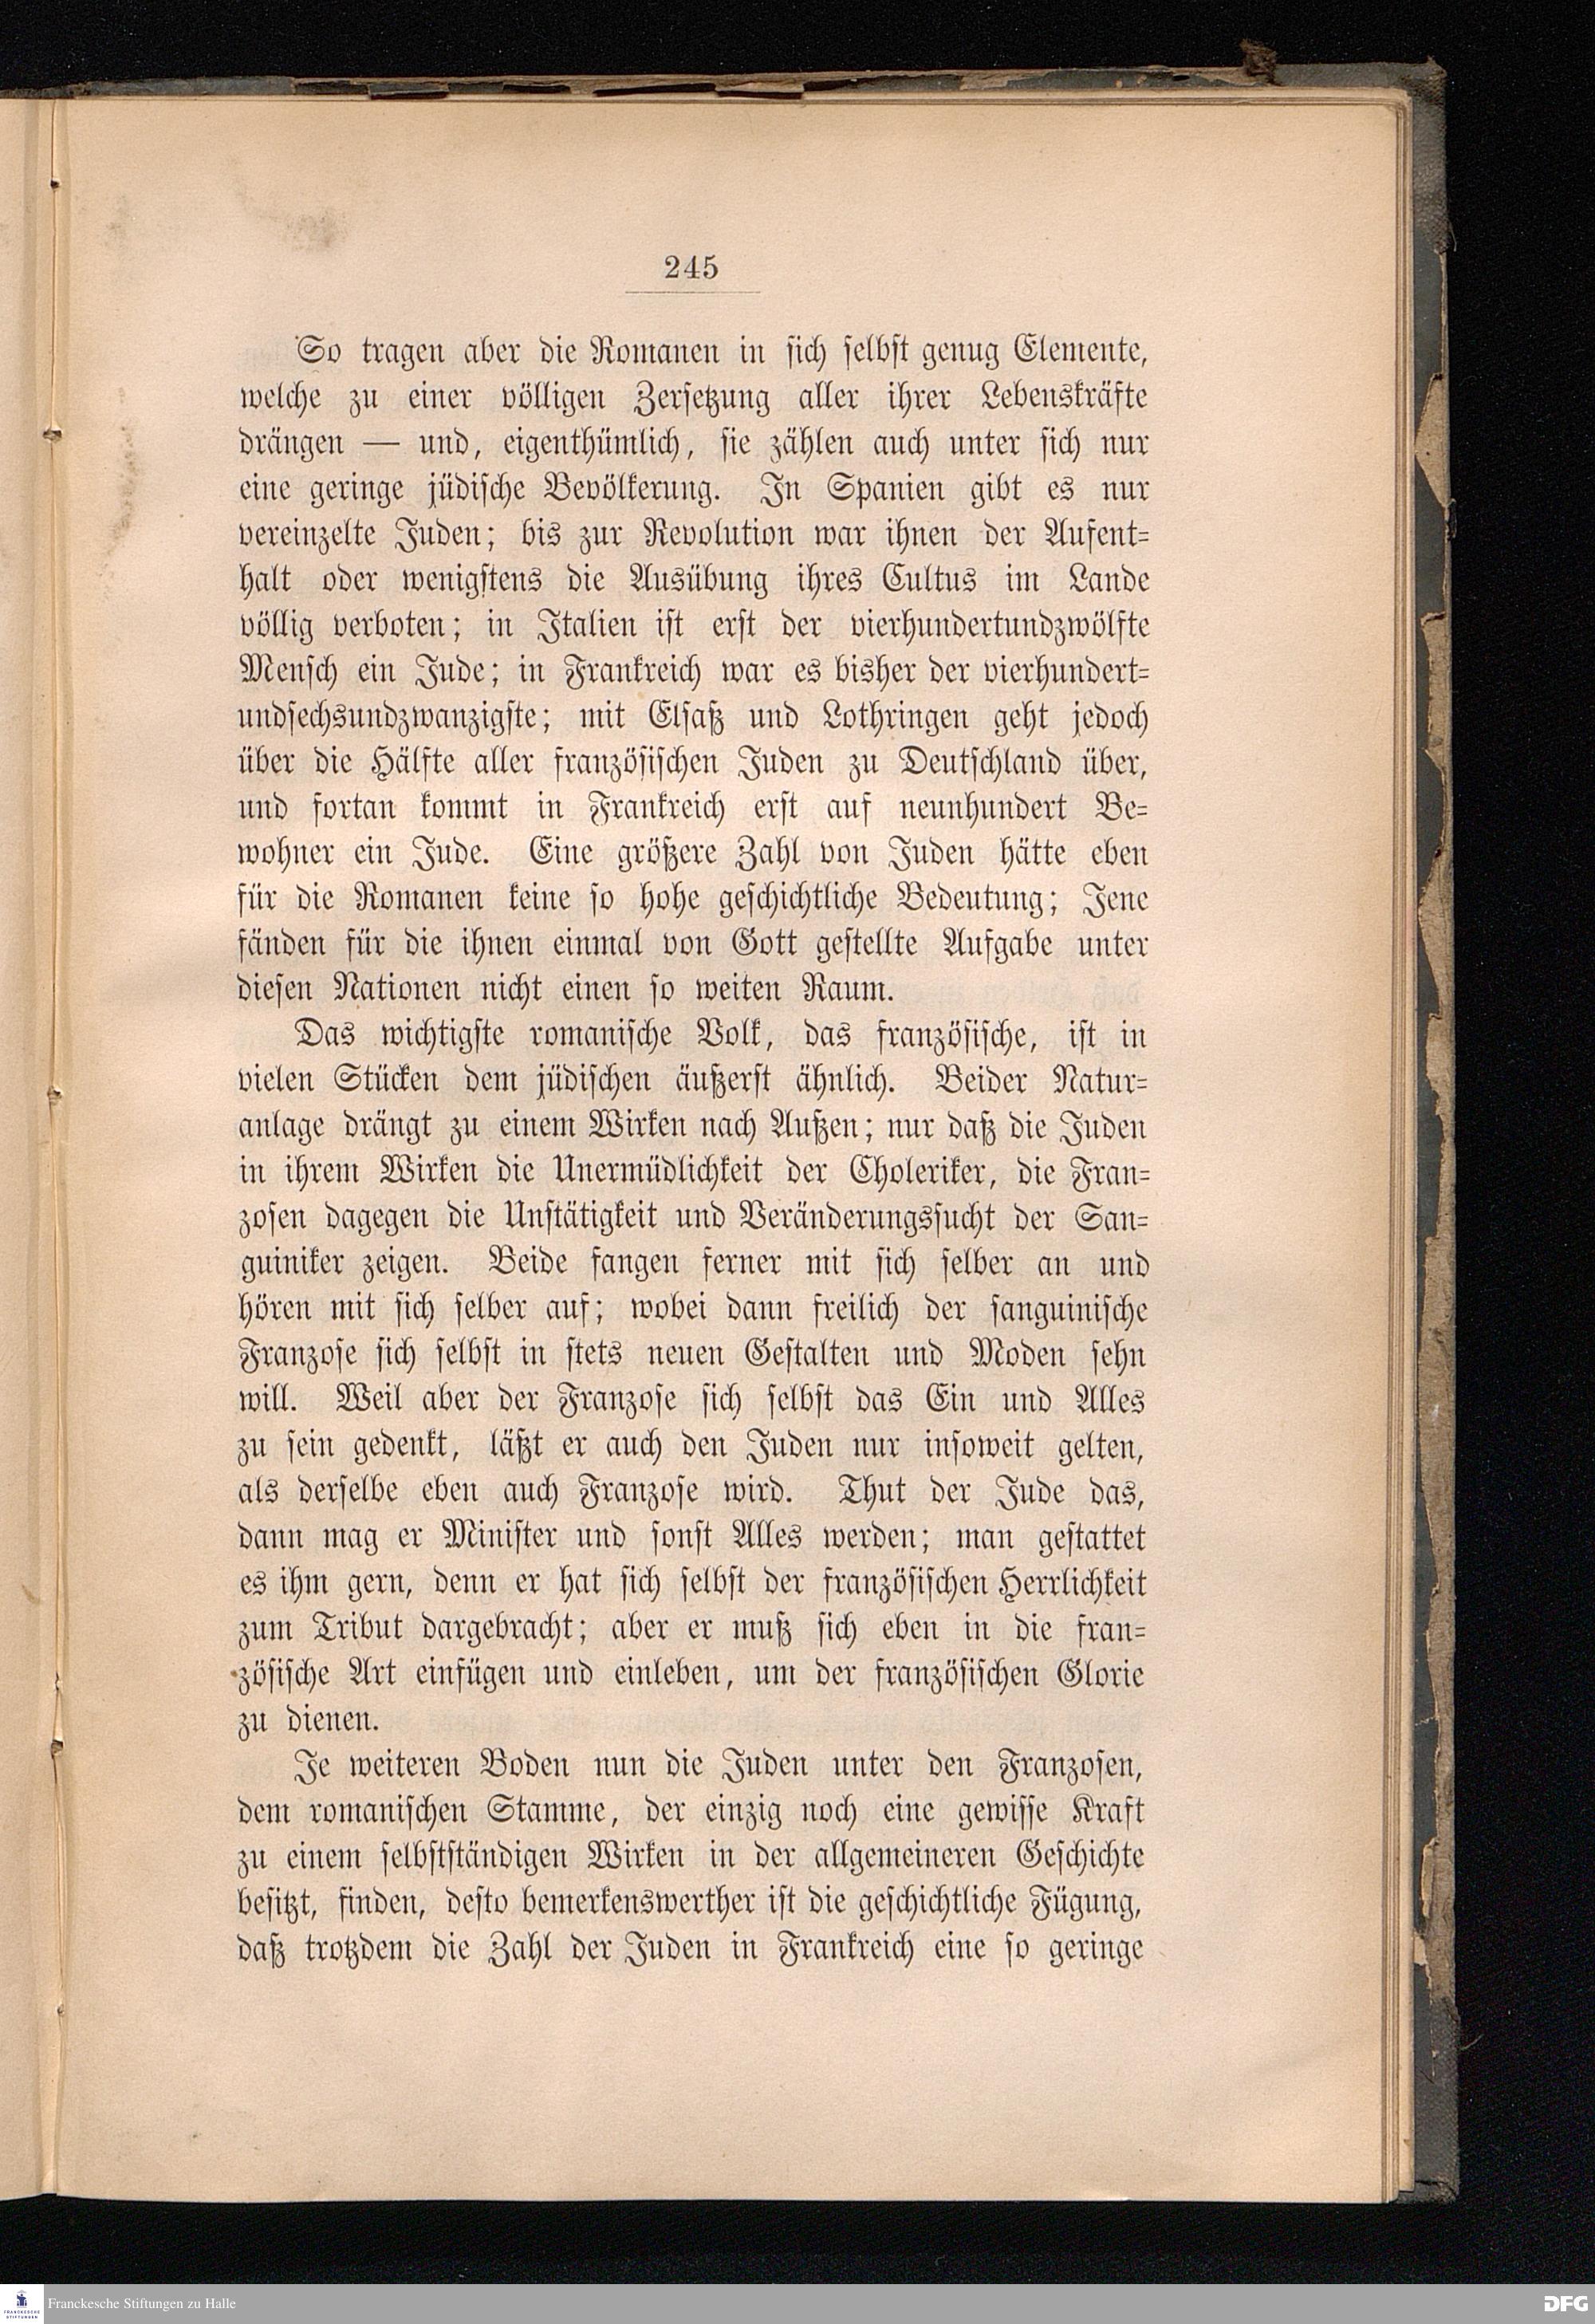 245
So tragen aber die Romanen in sich selbst genug Elemente,
welche zu einer völligen Zersetzung aller ihrer Lebenskräfte
drängen — und, eigenthümlich, sie zählen auch unter sich nur
eine geringe jüdische Bevölkerung. In Spanien gibt es nur
vereinzelte Juden; bis zur Revolution war ihnen der Aufent-
halt oder wenigstens die Ausübung ihres Cultus im Lande
völlig verboten; in Italien ist erst der vierhundertundzwölfte
Mensch ein Jude; in Frankreich war es bisher der vierhundert-
undsechsundzwanzigste; mit Elsaß und Lothringen geht jedoch
über die Hälfte aller französischen Juden zu Deutschland über,
und fortan kommt in Frankreich erst auf neunhundert Be-
wohner ein Jude. Eine größere Zahl von Juden hätte eben
für die Romanen keine so hohe geschichtliche Bedeutung; Jene
fänden für die ihnen einmal von Gott gestellte Aufgabe unter
diesen Nationen nicht einen so weiten Raum.
Das wichtigste romanische Volk, das französische, ist in
vielen Stücken dem jüdischen äußerst ähnlich. Beider Natur-
anlage drängt zu einem Wirken nach Außen; nur daß die Juden
in ihrem Wirken die Unermüdlichkeit der Choleriker, die Fran-
zosen dagegen die Unstätigkeit und Veränderungssucht der San-
guiniker zeigen. Beide fangen ferner mit sich selber an und
hören mit sich selber auf; wobei dann freilich der sanguinische
Franzose sich selbst in stets neuen Gestalten und Moden sehn
will. Weil aber der Franzose sich selbst das Ein und Alles
zu sein gedenkt, läßt er auch den Juden nur insoweit gelten,
als derselbe eben auch Franzose wird. Thut der Jude das,
dann mag er Minister und sonst Alles werden; man gestattet
es ihm gern, denn er hat sich selbst der französischen Herrlichkeit
zum Tribut dargebracht; aber er muß sich eben in die fran-
zösische Art einfügen und einleben, um der französischen Glorie
zu dienen.
Je weiteren Boden nun die Juden unter den Franzosen,
dem romanischen Stamme, der einzig noch eine gewisse Kraft
zu einem selbstständigen Wirken in der allgemeineren Geschichte
besitzt, finden, desto bemerkenswerther ist die geschichtliche Fügung,
daß trotzdem die Zahl der Juden in Frankreich eine so geringe
FRANCKESCHE
STIFTUNGEN
Franckesche Stiftungen zu Halle
DFG